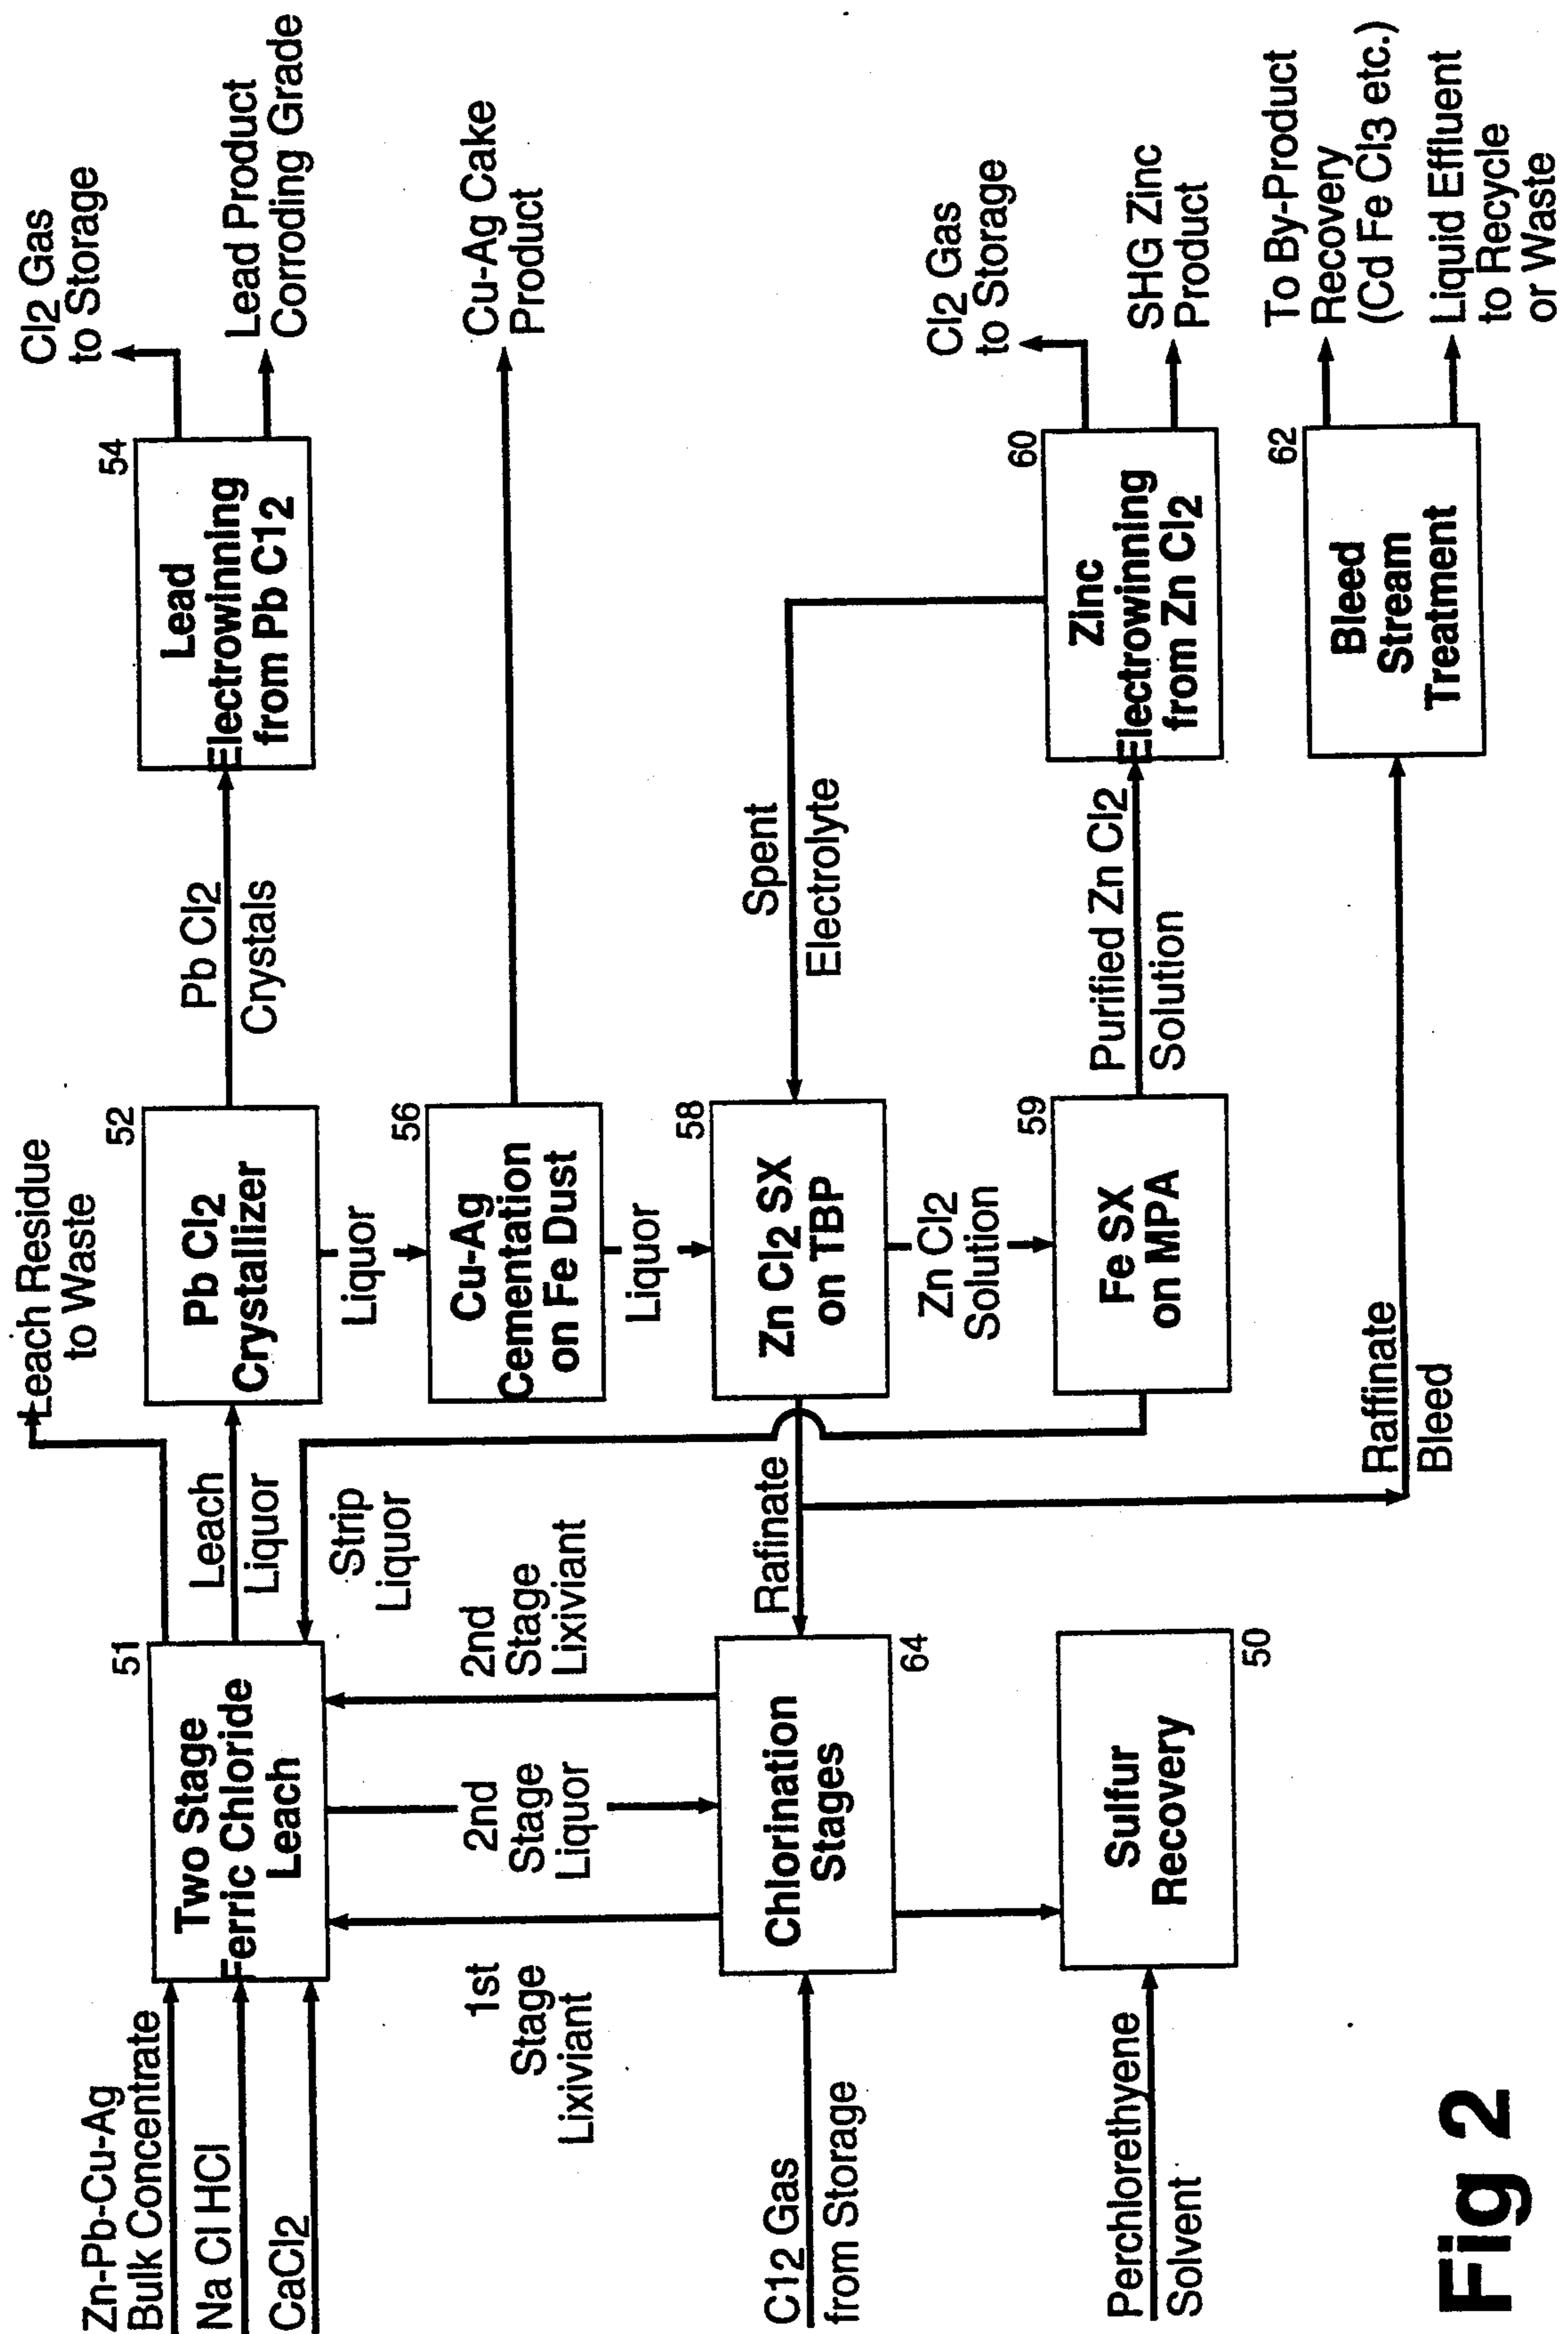 Zn-Pb-Cu-Ag
Bulk Concentrate
Na Cl HCl
CaCl2
51
Two Stage
Ferric Chloride
Leach
Leach Residue
to Waste
Leach
Liquor
Strip
Liquor
52
Pb Cl2
Crystallizer
Pb Cl2
Crystals
54
Lead
Electrowinning
from Pb C12
Cl2 Gas
to Storage
Lead Product
Corroding Grade
Liquor
56
Cu-Ag
Cementation
on Fe Dust
Cu-Ag Cake
Product
Liquor
1st
Stage
Lixiviant
2nd
Stage
Liquor
2nd
Stage
Lixiviant
C12 Gas
from Storage
Chlorination
Stages
64
Rafinate
58
Zn Cl2 SX
on TBP
Spent
Electrolyte
Zn Cl2
Solution
Perchlorethyene
Solvent
Sulfur
Recovery
50
59
Fe SX
on MPA
Purified Zn Cl2
Solution
60
Zinc
Electrowinning
from Zn Cl2
Cl2 Gas
to Storage
SHG Zinc
Product
Raffinate
Bleed
62
Bleed
Stream
Treatment
To By-Product
Recovery
(Cd Fe Cl3 etc.)
Liquid Effluent
to Recycle
or Waste
Fig 2